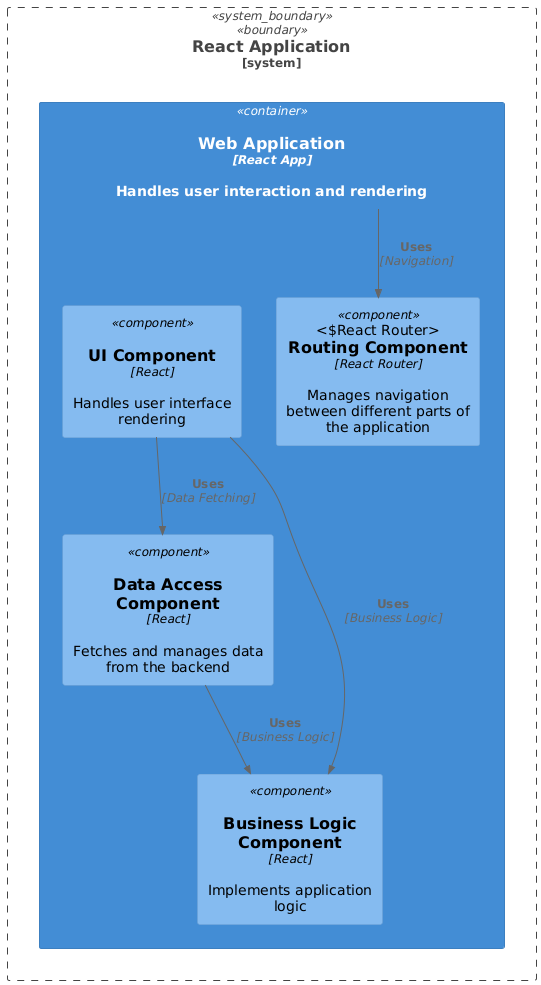 «system_boundary»
«boundary»
React Application
[system]
«container»
Web Application
[React App]
Handles user interaction and rendering
Uses
[Navigation]
«component»
UI Component
[React]
Handles user interface
rendering
«component»
<$React Router>
Routing Component
[React Router]
Manages navigation
between different parts of
the application
Uses
[Data Fetching]
«component»
Data Access
Component
[React]
Fetches and manages data
from the backend
Uses
[Business Logic]
Uses
[Business Logic]
«component»
Business Logic
Component
[React]
Implements application
logic